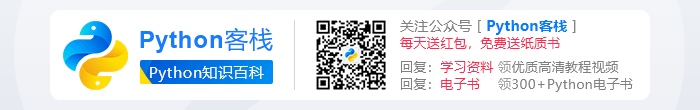 Python客栈
Python知识百科
关注公众号 [ Python客栈 ]
每天送红包，免费送纸质书
回复：学习资料 领优质高清教程视频
回复：电子书 领300+Python电子书